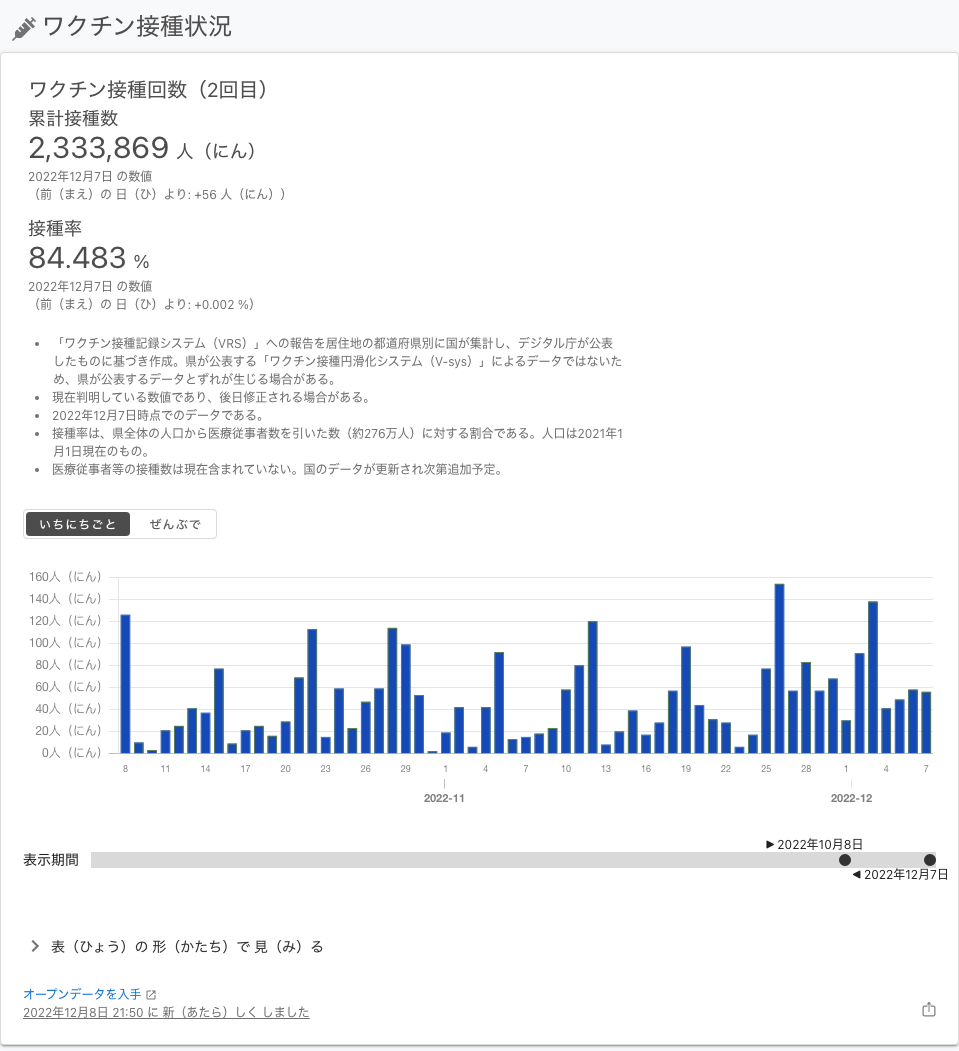 ワクチン接種状況
ワクチン接種回数（2回目）
累計接種数
2,333,869 人（にん）
2022年12月7日 の数値
（前（まえ）の 日（ひ）より: +56 人（にん））
接種率
84.483 %
2022年12月7日 の数値
（前（まえ）の 日（ひ）より: +0.002 %）
• 「ワクチン接種記録システム（VRS）」への報告を居住地の都道府県別に国が集計し、デジタル庁が公表
したものに基づき作成。県が公表する「ワクチン接種円滑化システム（V-sys）」によるデータではないた
め、県が公表するデータとずれが生じる場合がある。
• 現在判明している数値であり、後日修正される場合がある。
• 2022年12月7日時点でのデータである。
• 接種率は、県全体の人口から医療従事者数を引いた数（約276万人）に対する割合である。人口は2021年1
月1日現在のもの。
• 医療従事者等の接種数は現在含まれていない。国のデータが更新され次第追加予定。
いちにちごと ぜんぶで
160人（にん）
140人（にん）
120人（にん）
100人（にん）
80人（にん）
60人（にん）
40人（にん）
20人（にん）
0人（にん）
8 11 14 17 20 23 26 29 1 4 7 10 13 16 19 22 25 28 1 4 7
2022-11 2022-12
▶ 2022年10月8日
表示期間
◀ 2022年12月7日
表（ひょう）の 形（かたち）で 見（み）る
オープンデータを入手
2022年12月8日 21:50 に 新（あたら）しく しました